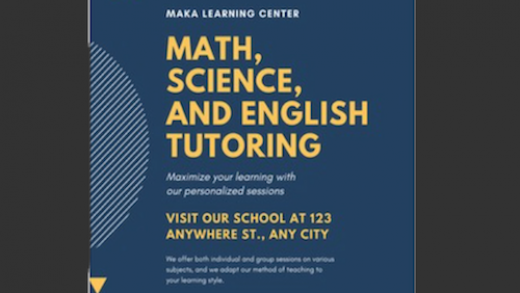 MAKA LEARNING CENTER
MATH,
SCIENCE,
AND ENGLISH
TUTORING
Maximize your learning with
our personalized sessions
VISIT OUR SCHOOL AT 123
ANYWHERE ST., ANY CITY
We offer both individual and group sessions on various
subjects, and we adapt our method of teaching to
your learning style.